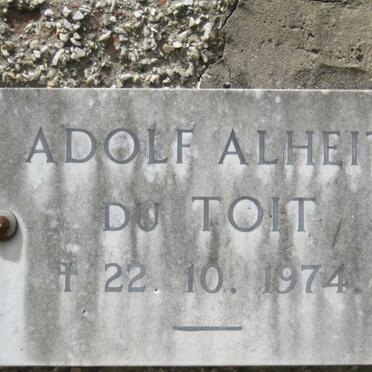 ADOLF ALHEIT
DU TOIT
† 22. 10. 1974.